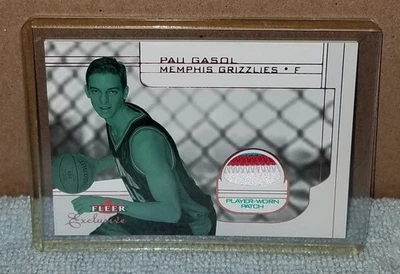 PAU GASOL
MEMPHIS GRIZZLIES • F
FLEER
Exclusive
PLAYER-WORN
PATCH